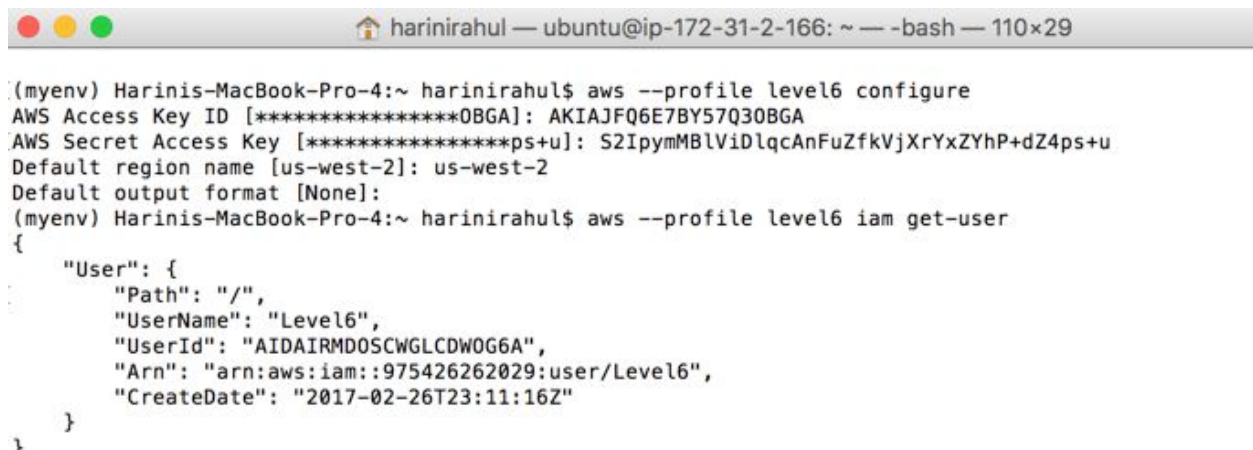 harinirahul — ubuntu@ip-172-31-2-166: ~ — -bash — 110×29
(myenv) Harinis-MacBook-Pro-4:~ harinirahul$ aws --profile level6 configure
AWS Access Key ID [****************OBGA]: AKIAJFQ6E7BY57Q3OBGA
AWS Secret Access Key [****************ps+u]: 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
Default region name [us-west-2]: us-west-2
Default output format [None]:
(myenv) Harinis-MacBook-Pro-4:~ harinirahul$ aws --profile level6 iam get-user
{
    "User": {
        "Path": "/",
        "UserName": "Level6",
        "UserId": "AIDAIRMDOSCWGLCDWOG6A",
        "Arn": "arn:aws:iam::975426262029:user/Level6",
        "CreateDate": "2017-02-26T23:11:16Z"
    }
}